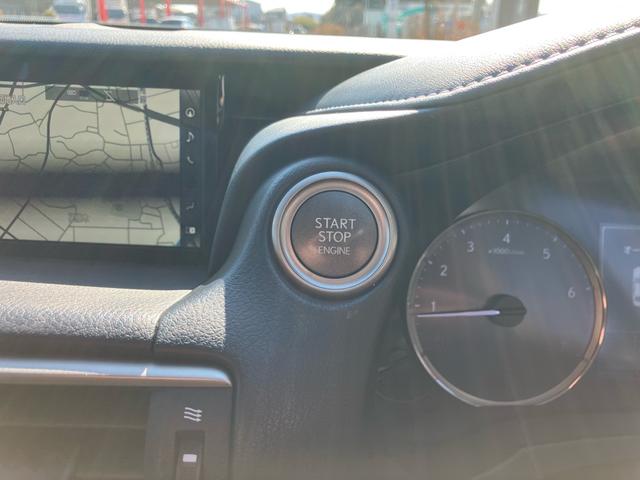 START
STOP
ENGINE
1
2
3
4
5
6
x1000r/min